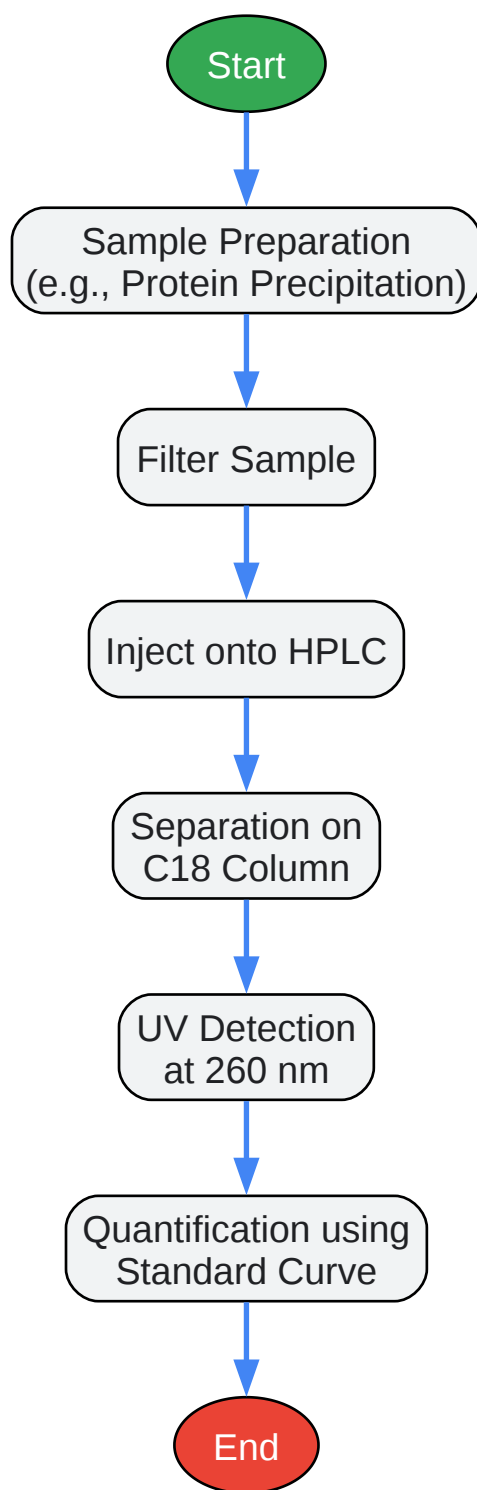 Start
Sample Preparation
(e.g., Protein Precipitation)
Filter Sample
Inject onto HPLC
Separation on
C18 Column
UV Detection
at 260 nm
Quantification using
Standard Curve
End